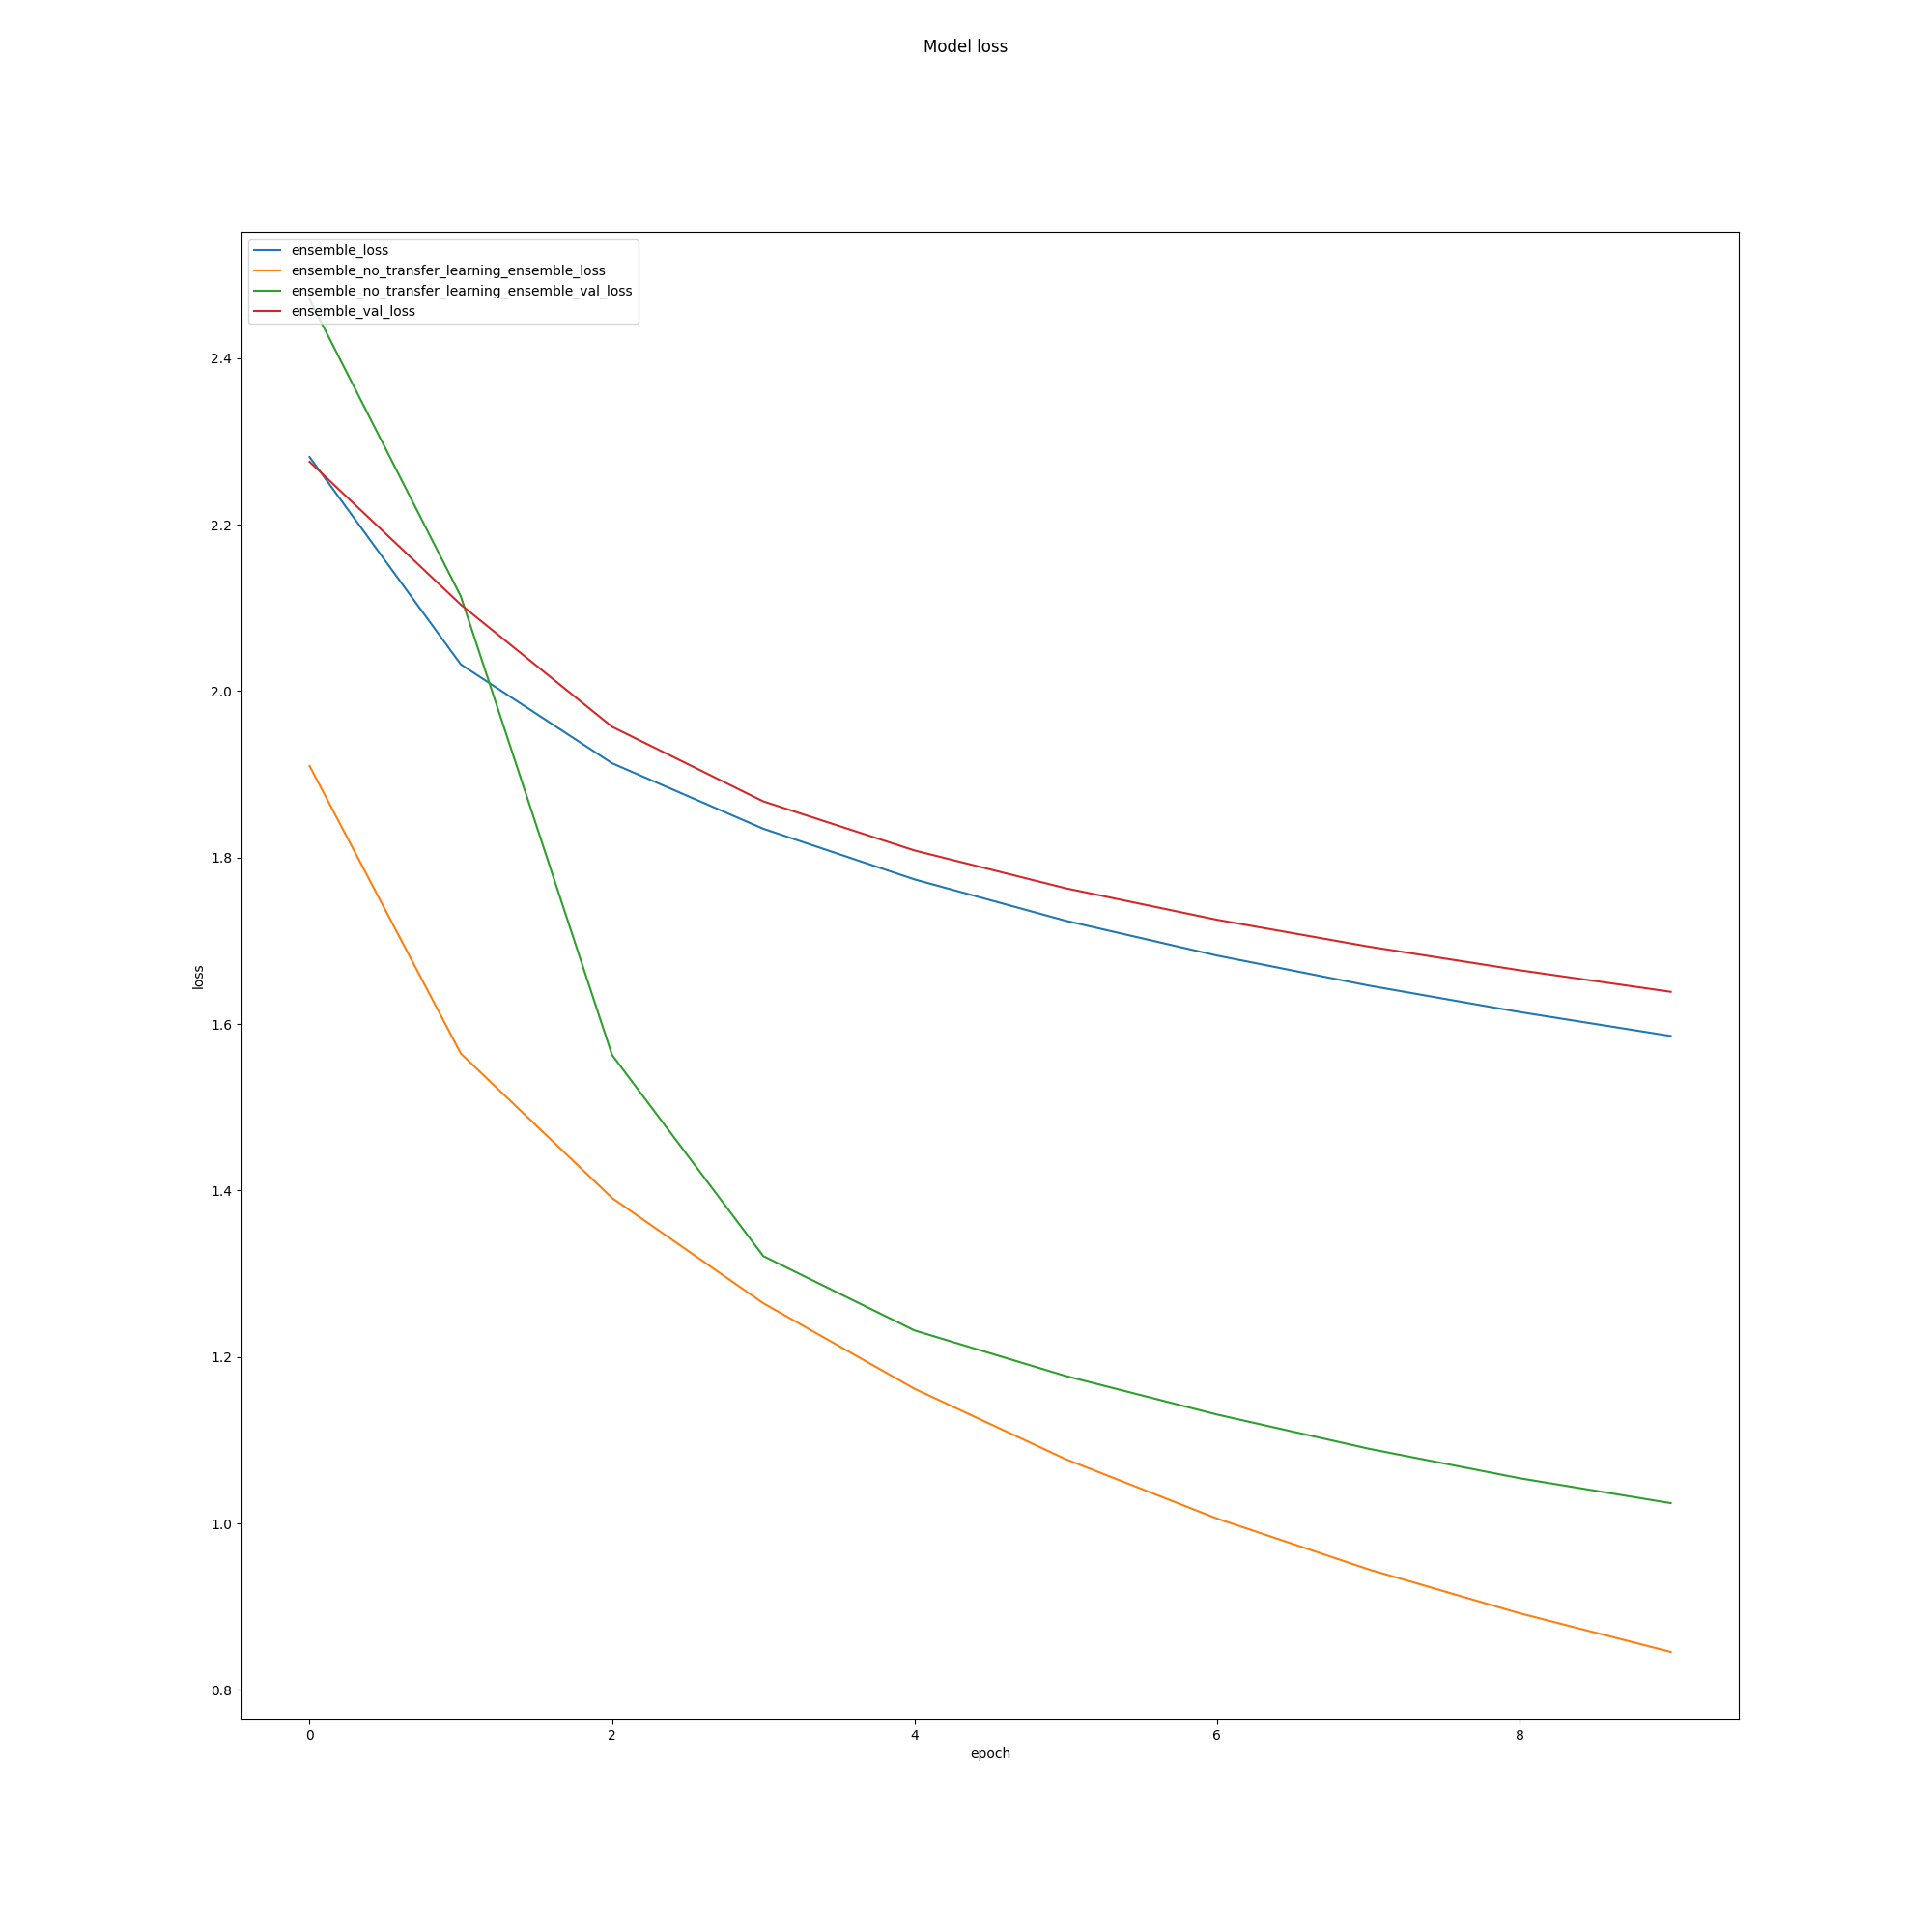 Model loss
ensemble_loss
ensemble_no_transfer_learning_ensemble_loss
ensemble_no_transfer_learning_ensemble_val_loss
ensemble_val_loss
2.4
2.2
2.0
1.8
1.6
1.4
1.2
1.0
0.8
loss
0 2 4 6 8
epoch